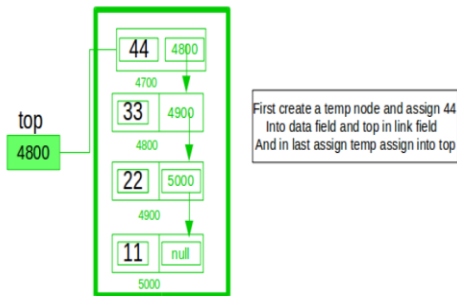 44 4800
4700
33 4900
top
4800
4800
22 5000
4900
11 null
5000
First create a temp node and assign 44
Into data field and top in link field
And in last assign temp assign into top